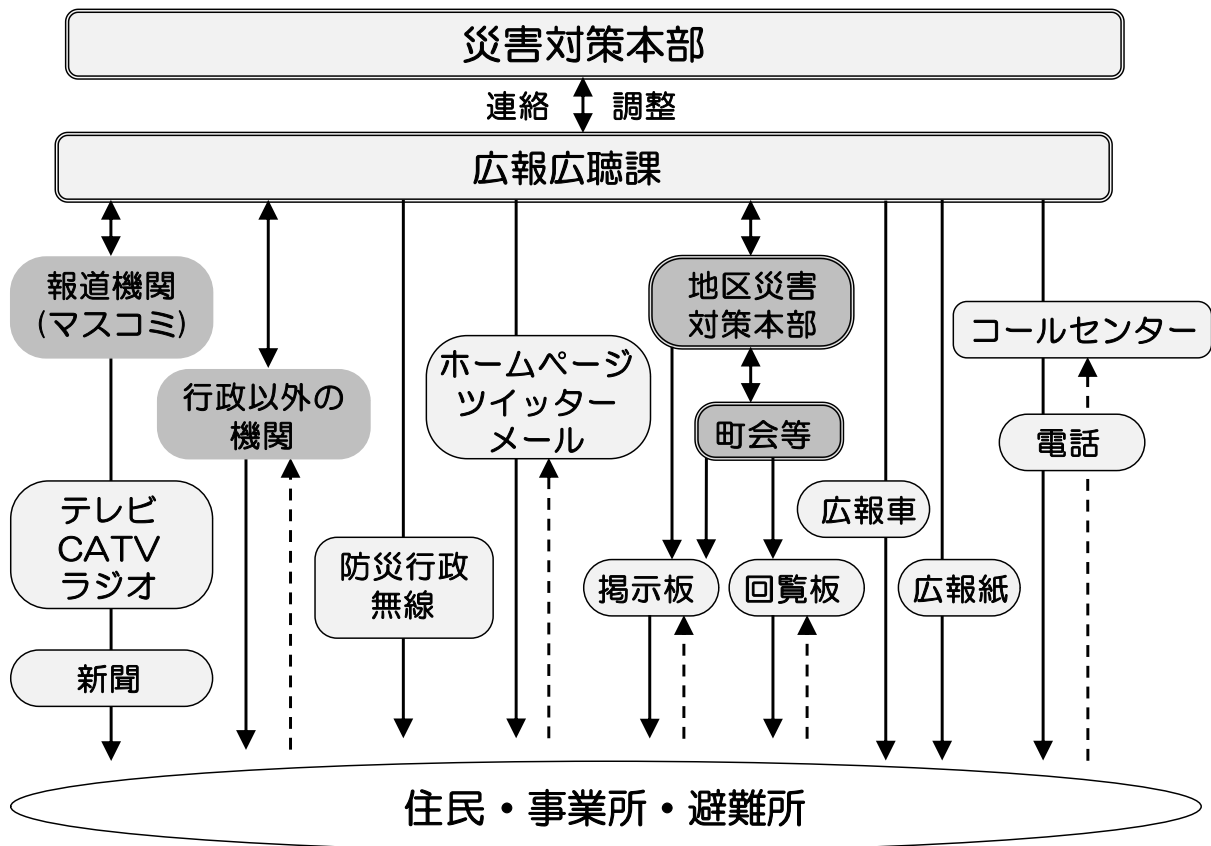 災害対策本部
連絡 調整
広報広聴課
報道機関
(マスコミ)
行政以外の
機関
ホームページ
ツイッター
メール
地区災害
対策本部
町会等
コールセンター
電話
テレビ
CATV
ラジオ
新聞
防災行政
無線
掲示板
回覧板
広報車
広報紙
住民・事業所・避難所